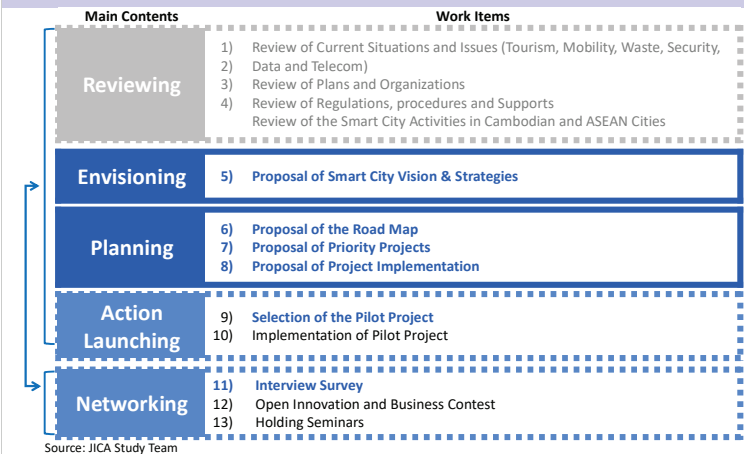 Main Contents
Work Items
Reviewing
1) Review of Current Situations and Issues (Tourism, Mobility, Waste, Security,
2) Data and Telecom)
3) Review of Plans and Organizations
4) Review of Regulations, procedures and Supports
Review of the Smart City Activities in Cambodian and ASEAN Cities
Envisioning
5) Proposal of Smart City Vision & Strategies
Planning
6) Proposal of the Road Map
7) Proposal of Priority Projects
8) Proposal of Project Implementation
Action
Launching
9) Selection of the Pilot Project
10) Implementation of Pilot Project
Networking
11) Interview Survey
12) Open Innovation and Business Contest
13) Holding Seminars
Source: JICA Study Team